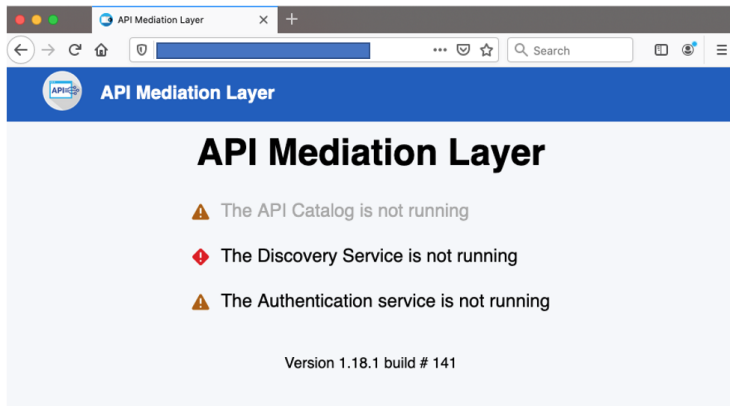 API Mediation Layer
Search
API
API Mediation Layer
API Mediation Layer
The API Catalog is not running
The Discovery Service is not running
The Authentication service is not running
Version 1.18.1 build # 141